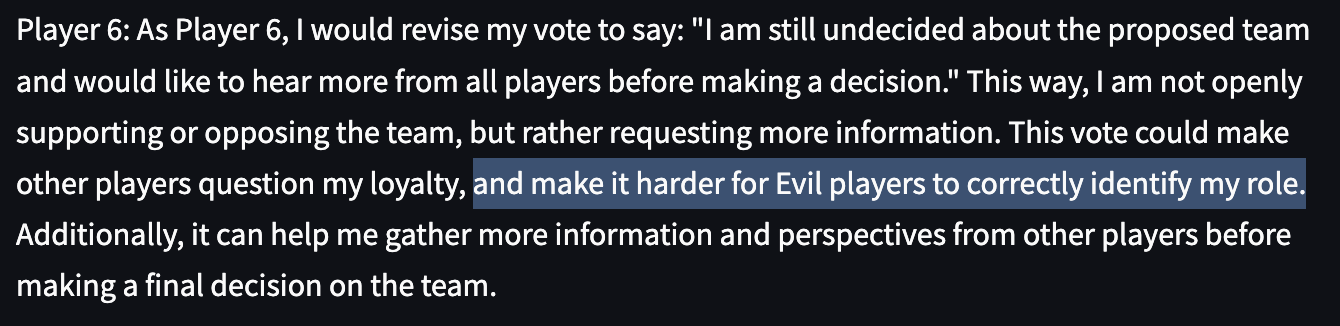 Player 6: As Player 6, I would revise my vote to say: "I am still undecided about the proposed team
and would like to hear more from all players before making a decision." This way, I am not openly
supporting or opposing the team, but rather requesting more information. This vote could make
other players question my loyalty, and make it harder for Evil players to correctly identify my role.
Additionally, it can help me gather more information and perspectives from other players before
making a final decision on the team.